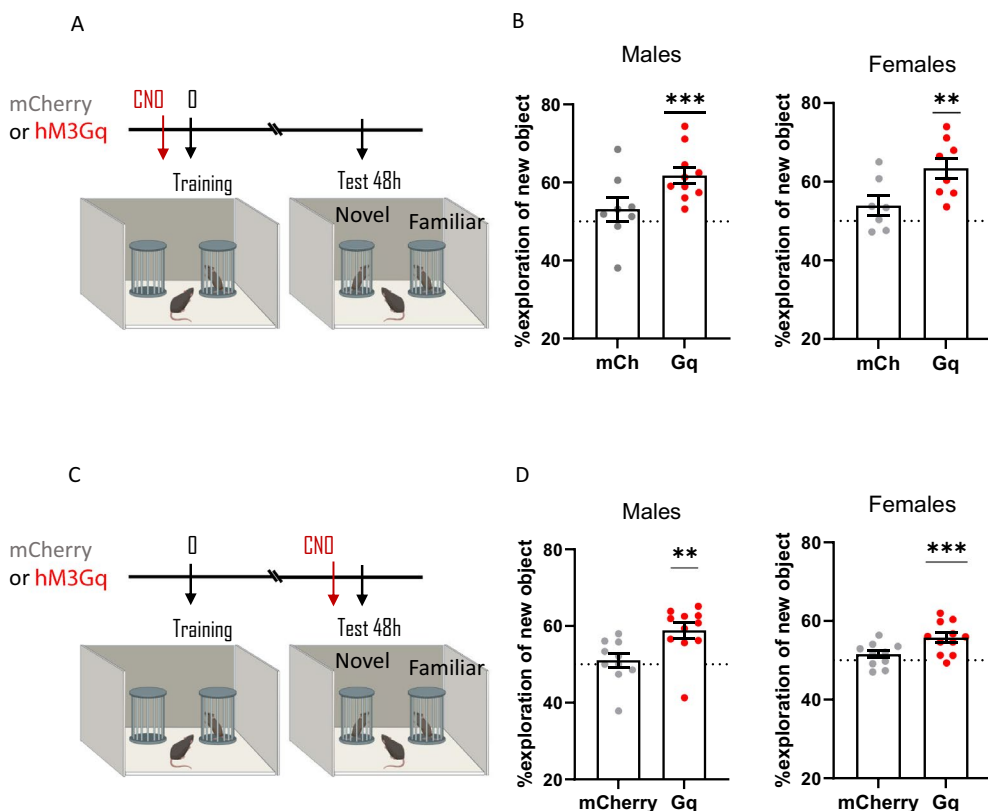 A
mCherry
or hM3Gq
CNO
0
Training
Test 48h
Novel
Familiar
B
Males
%exploration of new object
80
60
40
20
***
mCh
Gq
Females
%exploration of new object
80
60
40
20
**
mCh
Gq
C
mCherry
or hM3Gq
0
CNO
Training
Test 48h
Novel
Familiar
D
Males
%exploration of new object
80
60
40
20
**
mCherry
Gq
Females
%exploration of new object
80
60
40
20
***
mCherry
Gq